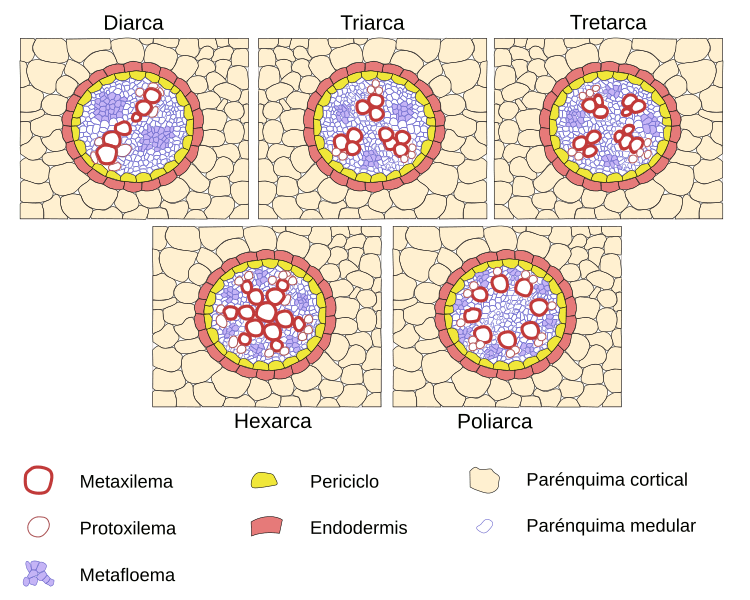 Diarca
Triarca
Tretarca
Hexarca
Poliarca
Metaxilema
Periciclo
Parénquima cortical
Protoxilema
Endodermis
Parénquima medular
Metafloema